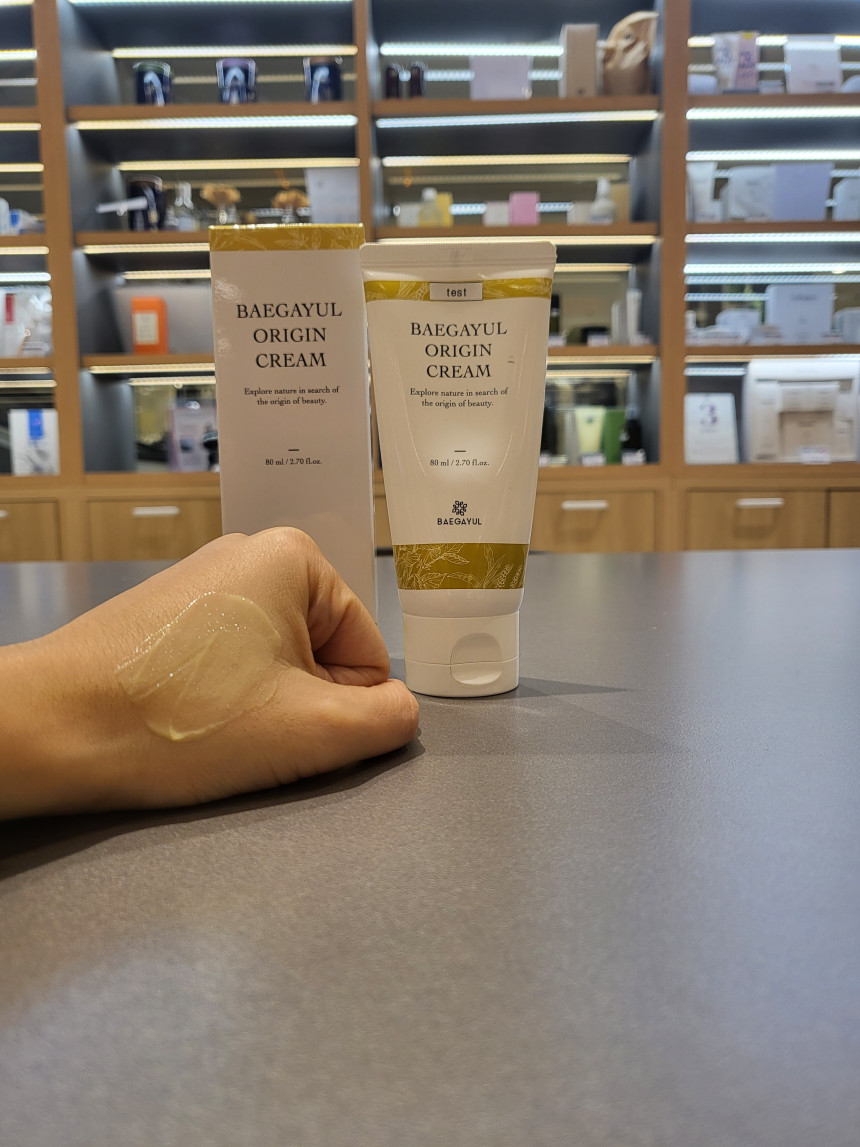 BAEGAYUL
ORIGIN
CREAM
Explore nature in search of
the origin of beauty.
80 ml / 2.70 fl.oz.
test
BAEGAYUL
ORIGIN
CREAM
Explore nature in search of
the origin of beauty.
80 ml / 2.70 fl.oz.
BAEGAYUL
3